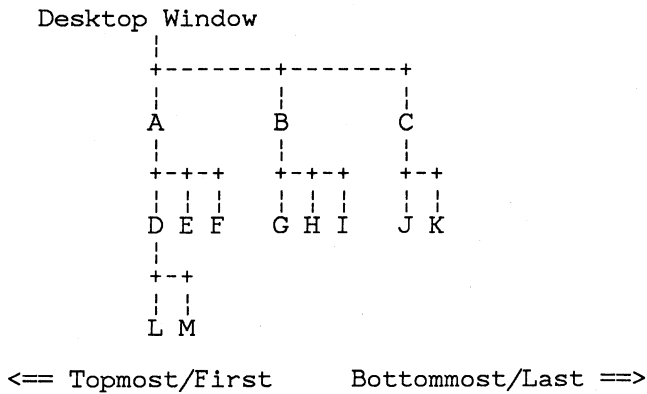 Desktop Window
A B C
D E F G H I J K
L M
<== Topmost/First Bottommost/Last ==>